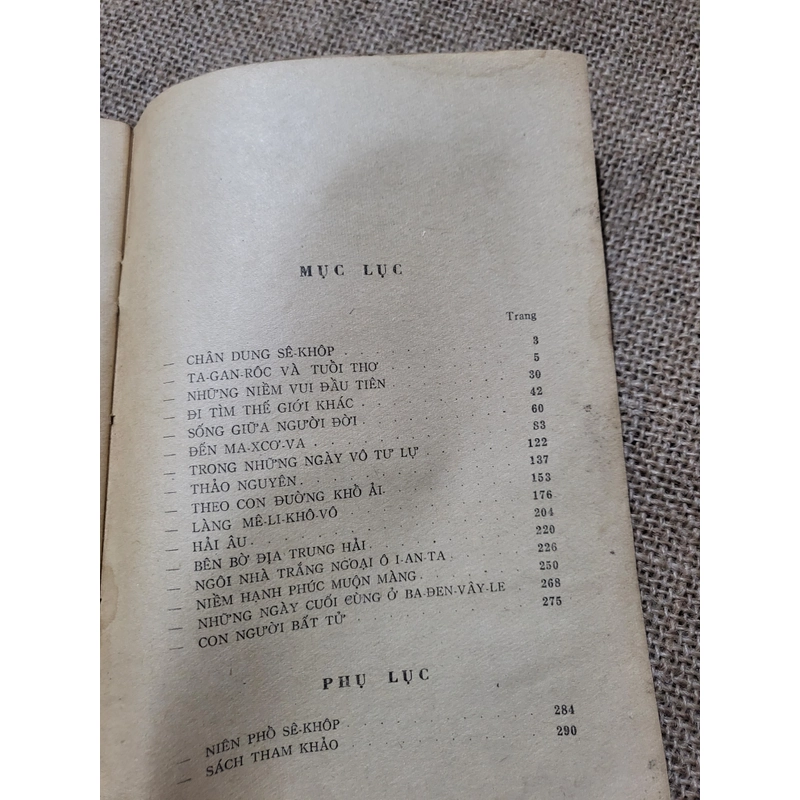 MỤC LỤC
Trang
— CHÂN DUNG SÊ-KHỐP . . . 3
— TA-GAN-RÓC VÀ TUỔI THƠ . . . 5
— NHỮNG NIỀM VUI ĐẦU TIÊN . . . 30
— ĐI TÌM THẾ GIỚI KHÁC . . . 42
— SỐNG GIỮA NGƯỜI ĐỜI . . . 60
— ĐẾN MA-XCƠ-VA . . . 83
— TRONG NHỮNG NGÀY VÔ TƯ LỰ . . . 122
— THẢO NGUYÊN . . . 137
— THEO CON ĐƯỜNG KHỔ ẢI . . . 153
— LÀNG MÊ-LI-KHÔ-VÔ . . . 176
— HẢI ÂU . . . 204
— BÊN BỜ ĐỊA TRUNG HẢI . . . 220
— NGÔI NHÀ TRẮNG NGOẠI Ô I-AN-TA . . . 226
— NIỀM HẠNH PHÚC MUỘN MÀNG . . . 250
— NHỮNG NGÀY CUỐI CÙNG Ở BA-ĐEN-VÂY-LE . . . 268
— CON NGƯỜI BẤT TỬ . . . 275
PHỤ LỤC
— NIÊN PHỔ SÊ-KHỐP . . . 284
— SÁCH THAM KHẢO . . . 290